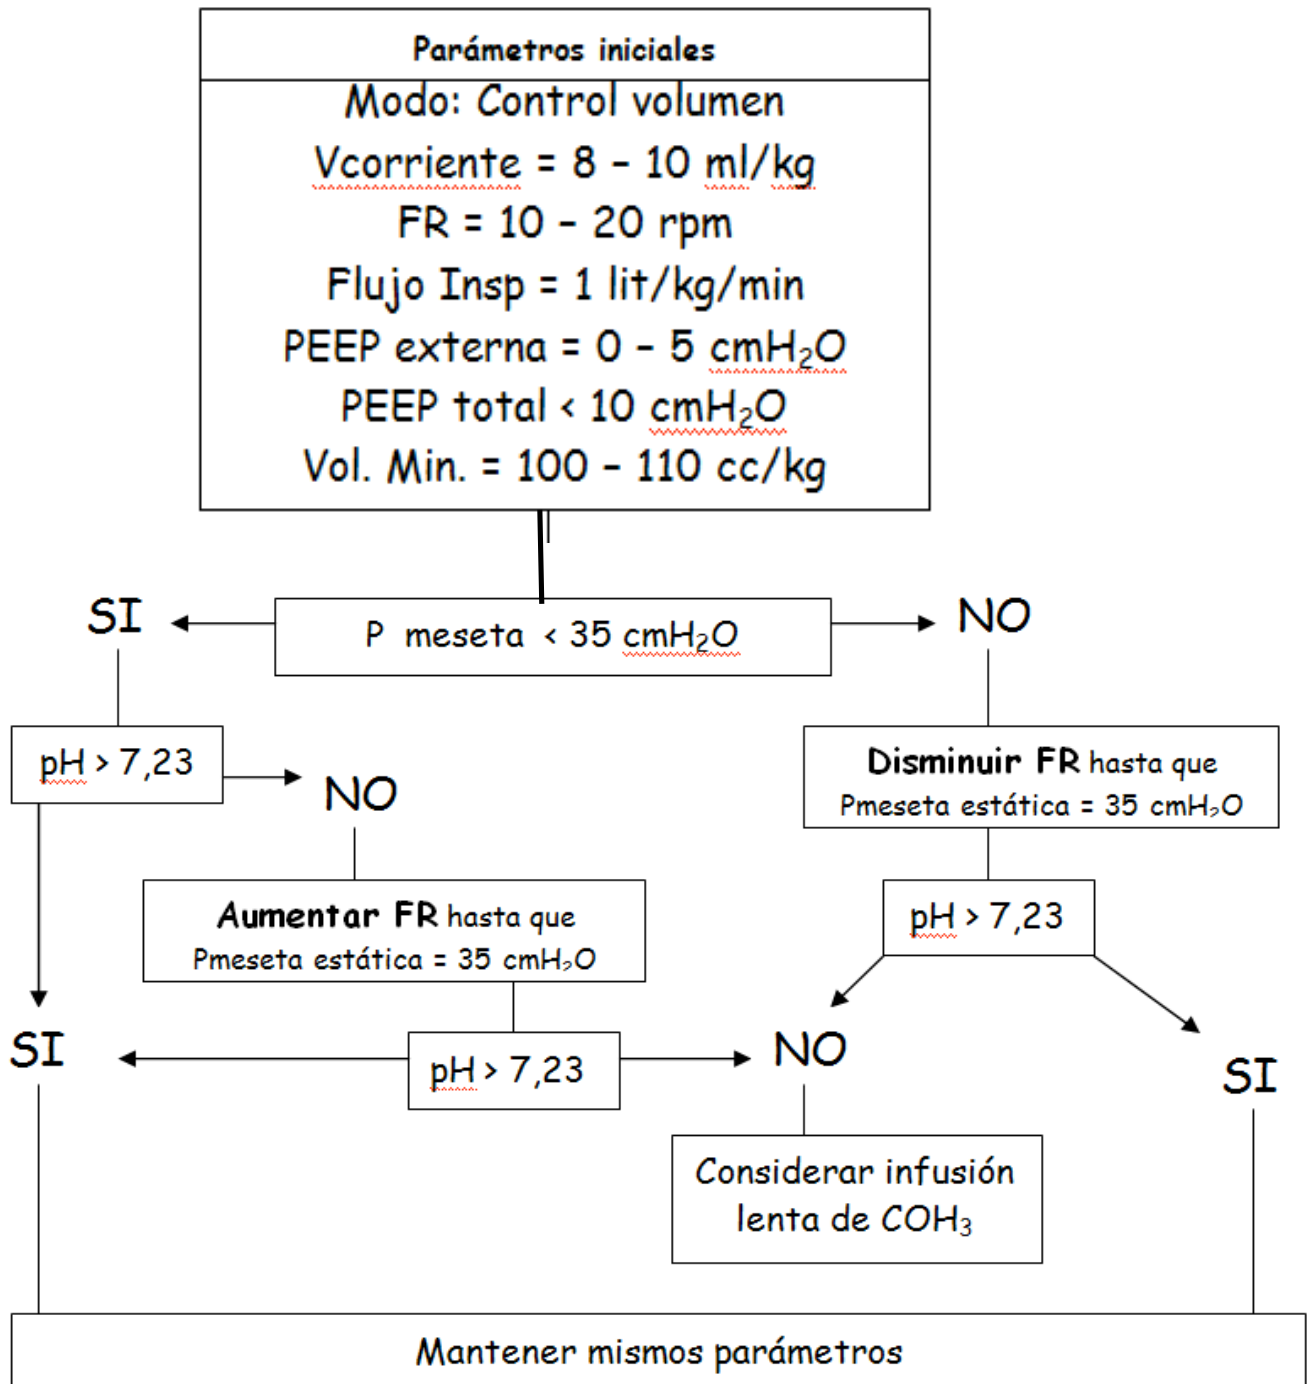 Parámetros iniciales
Modo: Control volumen
Vcorriente = 8 – 10 ml/kg
FR = 10 – 20 rpm
Flujo Insp = 1 lit/kg/min
PEEP externa = 0 – 5 cmH₂O
PEEP total < 10 cmH₂O
Vol. Min. = 100 – 110 cc/kg
SI
P meseta < 35 cmH₂O
NO
pH > 7,23
NO
Disminuir FR hasta que
Pmeseta estática = 35 cmH₂O
Aumentar FR hasta que
Pmeseta estática = 35 cmH₂O
pH > 7,23
SI
pH > 7,23
NO
SI
Considerar infusión
lenta de COH₃
Mantener mismos parámetros